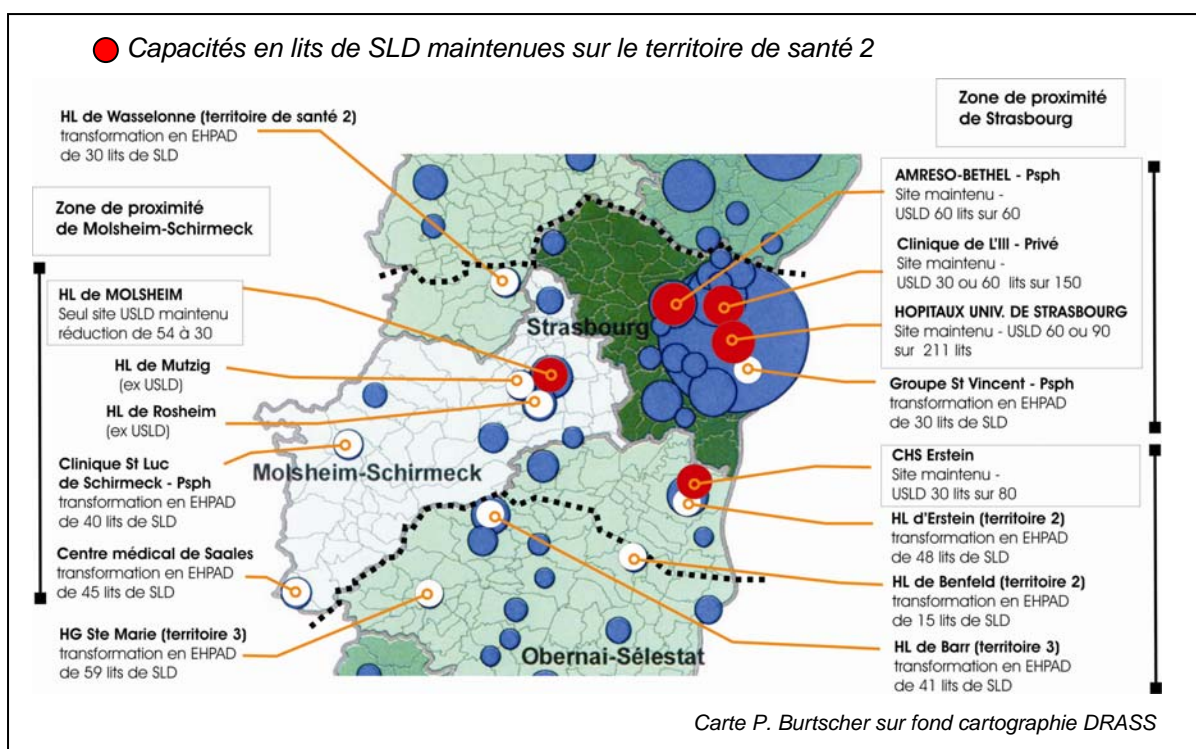 Capacités en lits de SLD maintenues sur le territoire de santé 2
HL de Wasselonne (territoire de santé 2)
transformation en EHPAD
de 30 lits de SLD
Zone de proximité
de Molsheim-Schirmeck
HL de MOLSHEIM
Seul site USLD maintenu
réduction de 54 à 30
HL de Mutzig
(ex USLD)
HL de Rosheim
(ex USLD)
Clinique St Luc
de Schirmeck - Psph
transformation en EHPAD
de 40 lits de SLD
Centre médical de Saales
transformation en EHPAD
de 45 lits de SLD
HG Ste Marie (territoire 3)
transformation en EHPAD
de 59 lits de SLD
Strasbourg
Molsheim-Schirmeck
Obernai-Sélestat
Zone de proximité
de Strasbourg
AMRESO-BETHEL - Psph
Site maintenu -
USLD 60 lits sur 60
Clinique de L'Ill - Privé
Site maintenu -
USLD 30 ou 60 lits sur 150
HOPITAUX UNIV. DE STRASBOURG
Site maintenu - USLD 60 ou 90
sur 211 lits
Groupe St Vincent - Psph
transformation en EHPAD
de 30 lits de SLD
CHS Erstein
Site maintenu -
USLD 30 lits sur 80
HL d'Erstein (territoire 2)
transformation en EHPAD
de 48 lits de SLD
HL de Benfeld (territoire 2)
transformation en EHPAD
de 15 lits de SLD
HL de Barr (territoire 3)
transformation en EHPAD
de 41 lits de SLD
Carte P. Burtscher sur fond cartographie DRASS